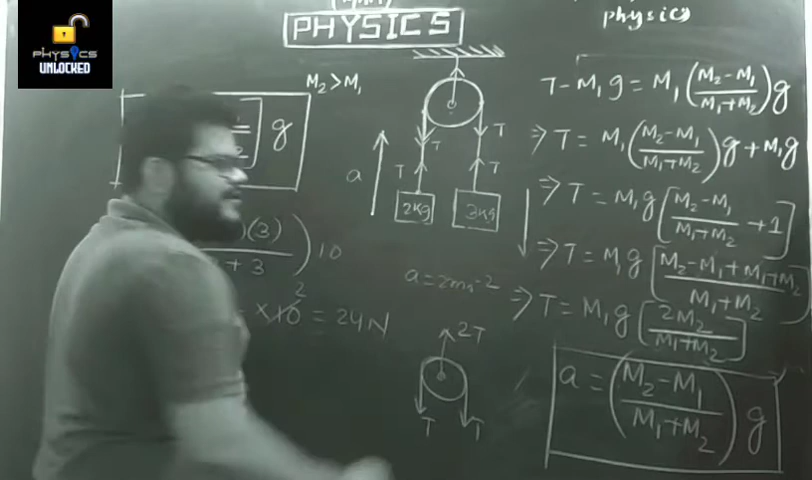 PHYSICS
UNLOCKED
PHYSICS
physics
M₂ > M₁
g
)(3)
+ 3
) 10
× 10 2 = 24 N
T
T
T
T
a
2kg
3kg
a = 2ms⁻²
2T
T
T
T - M₁g = M₁ ((M₂ - M₁)/(M₁ + M₂)) g
⇒ T = M₁ ((M₂ - M₁)/(M₁ + M₂)) g + M₁g
⇒ T = M₁g [(M₂ - M₁)/(M₁ + M₂) + 1]
⇒ T = M₁g [(M₂ - M₁ + M₁ + M₂)/(M₁ + M₂)]
⇒ T = M₁g [2M₂/(M₁ + M₂)]
a = ((M₂ - M₁)/(M₁ + M₂)) g